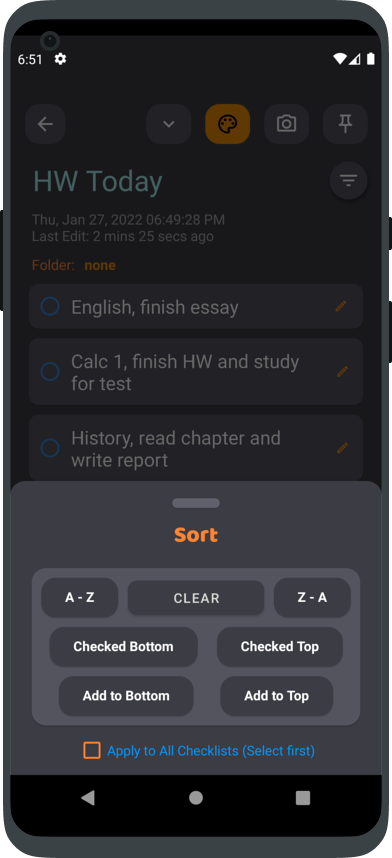 6:51
HW Today
Thu, Jan 27, 2022 06:49:28 PM
Last Edit: 2 mins 25 secs ago
Folder: none
English, finish essay
Calc 1, finish HW and study
for test
History, read chapter and
write report
Sort
A - Z
CLEAR
Z - A
Checked Bottom
Checked Top
Add to Bottom
Add to Top
Apply to All Checklists (Select first)